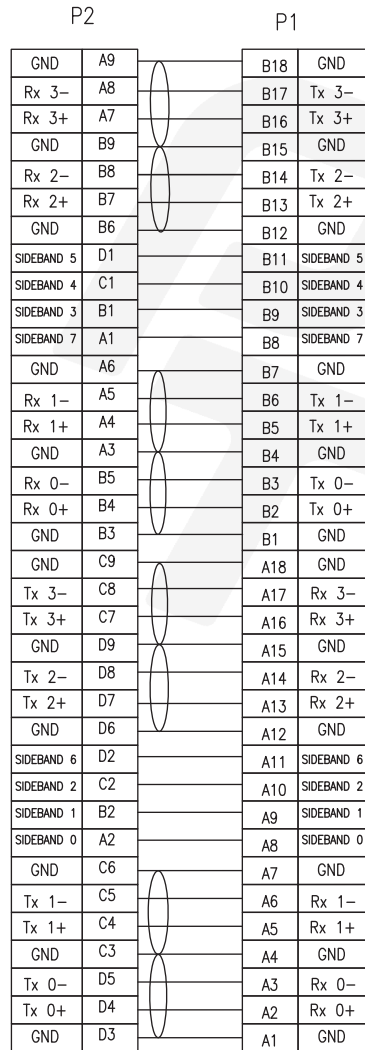 P2 P1
GND A9 B18 GND
Rx 3- A8 B17 Tx 3-
Rx 3+ A7 B16 Tx 3+
GND B9 B15 GND
Rx 2- B8 B14 Tx 2-
Rx 2+ B7 B13 Tx 2+
GND B6 B12 GND
SIDEBAND 5 D1 B11 SIDEBAND 5
SIDEBAND 4 C1 B10 SIDEBAND 4
SIDEBAND 3 B1 B9 SIDEBAND 3
SIDEBAND 7 A1 B8 SIDEBAND 7
GND A6 B7 GND
Rx 1- A5 B6 Tx 1-
Rx 1+ A4 B5 Tx 1+
GND A3 B4 GND
Rx 0- B5 B3 Tx 0-
Rx 0+ B4 B2 Tx 0+
GND B3 B1 GND
GND C9 A18 GND
Tx 3- C8 A17 Rx 3-
Tx 3+ C7 A16 Rx 3+
GND D9 A15 GND
Tx 2- D8 A14 Rx 2-
Tx 2+ D7 A13 Rx 2+
GND D6 A12 GND
SIDEBAND 6 D2 A11 SIDEBAND 6
SIDEBAND 2 C2 A10 SIDEBAND 2
SIDEBAND 1 B2 A9 SIDEBAND 1
SIDEBAND 0 A2 A8 SIDEBAND 0
GND C6 A7 GND
Tx 1- C5 A6 Rx 1-
Tx 1+ C4 A5 Rx 1+
GND C3 A4 GND
Tx 0- D5 A3 Rx 0-
Tx 0+ D4 A2 Rx 0+
GND D3 A1 GND